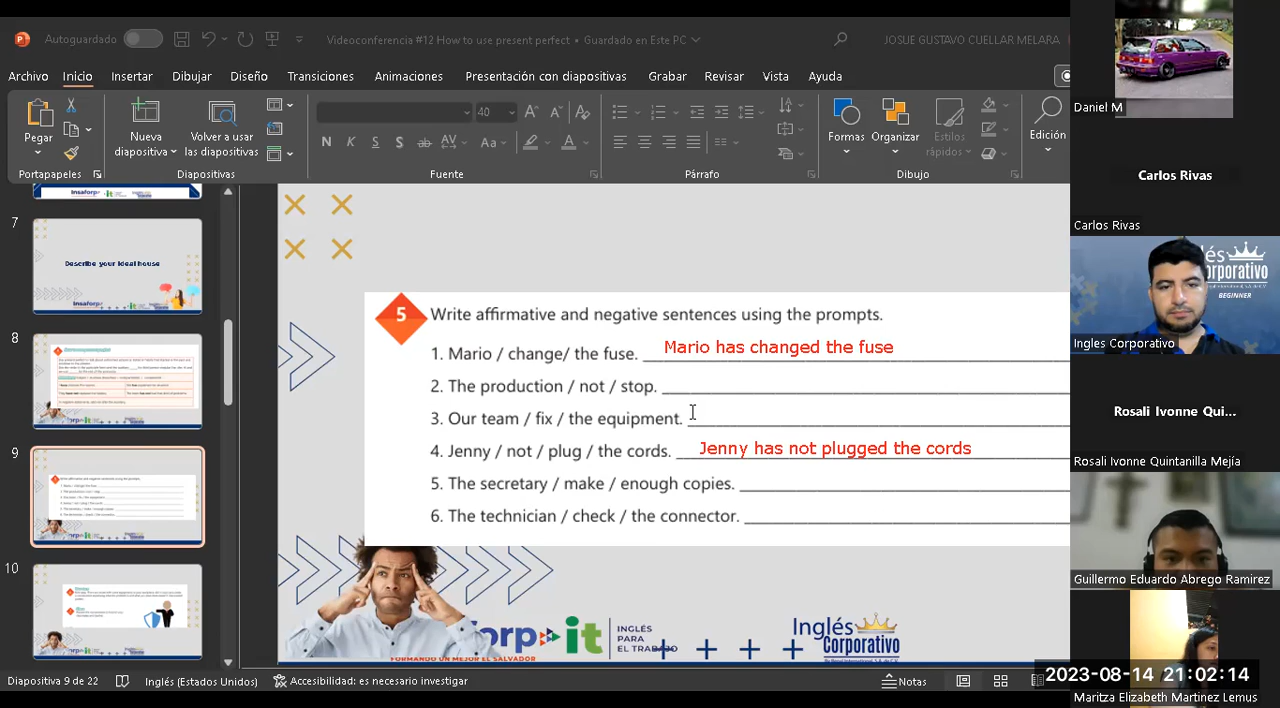 Autoguardado
Videoconferencia #12 How to use present perfect • Guardado en Este PC
JOSUE GUSTAVO CUELLAR MELARA
Archivo Inicio Insertar Dibujar Diseño Transiciones Animaciones Presentación con diapositivas Grabar Revisar Vista Ayuda
Pegar
Nueva diapositiva
Volver a usar las diapositivas
40
N K S S ab AV Aa A
Formas
Organizar
Estilos rápidos
Edición
Portapapeles
Diapositivas
Fuente
Párrafo
Dibujo
7
Describe your ideal house
8
9
10
5
Write affirmative and negative sentences using the prompts.
1. Mario / change/ the fuse. Mario has changed the fuse
2. The production / not / stop.
3. Our team / fix / the equipment.
4. Jenny / not / plug / the cords. Jenny has not plugged the cords
5. The secretary / make / enough copies.
6. The technician / check / the connector.
INGLÉS
PARA
EL TRABAJO
FORMANDO UN MEJOR EL SALVADOR
Inglés
Corporativo
Diapositiva 9 de 22
Inglés (Estados Unidos)
Accesibilidad: es necesario investigar
Notas
Daniel M
Carlos Rivas
Carlos Rivas
BEGINNER
Ingles Corporativo
Rosali Ivonne Qui...
Rosali Ivonne Quintanilla Mejía
Guillermo Eduardo Abrego Ramirez
2023-08-14 21:02:14
Maritza Elizabeth Martinez Lemus